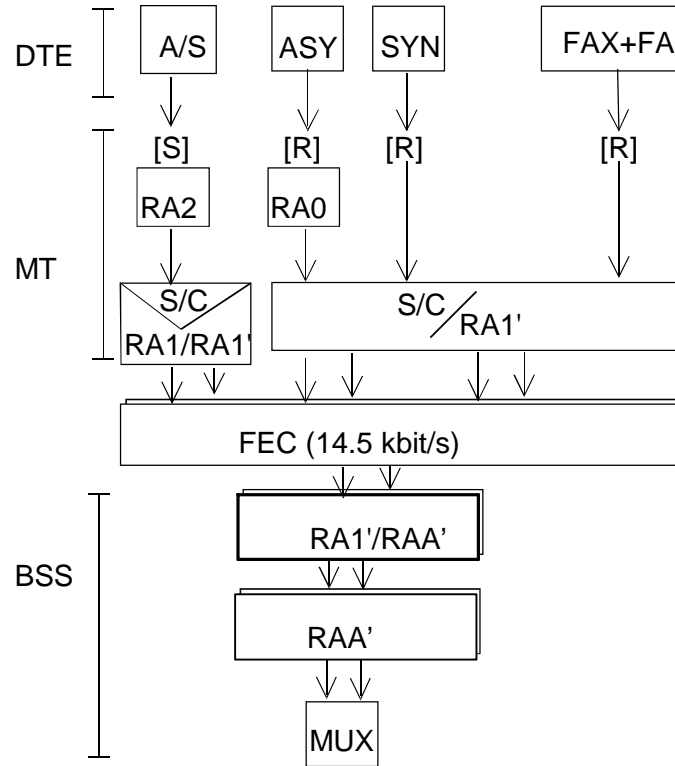 DTE
A/S
ASY
SYN
FAX+FA
[S]
[R]
[R]
[R]
RA2
RA0
MT
S/C
RA1/RA1'
S/C
RA1'
FEC (14.5 kbit/s)
BSS
RA1'/RAA’
RAA’
MUX